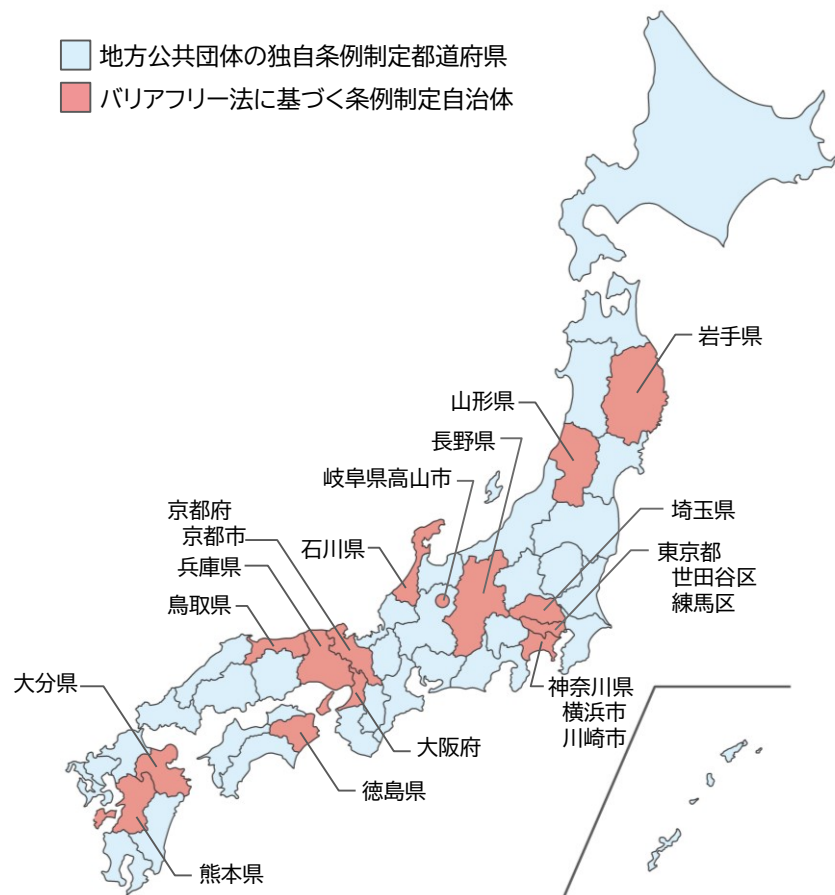 地方公共団体の独自条例制定都道府県
バリアフリー法に基づく条例制定自治体
岩手県
山形県
長野県
岐阜県高山市
京都府
京都市
石川県
埼玉県
兵庫県
東京都
世田谷区
練馬区
鳥取県
大分県
神奈川県
横浜市
川崎市
大阪府
徳島県
熊本県